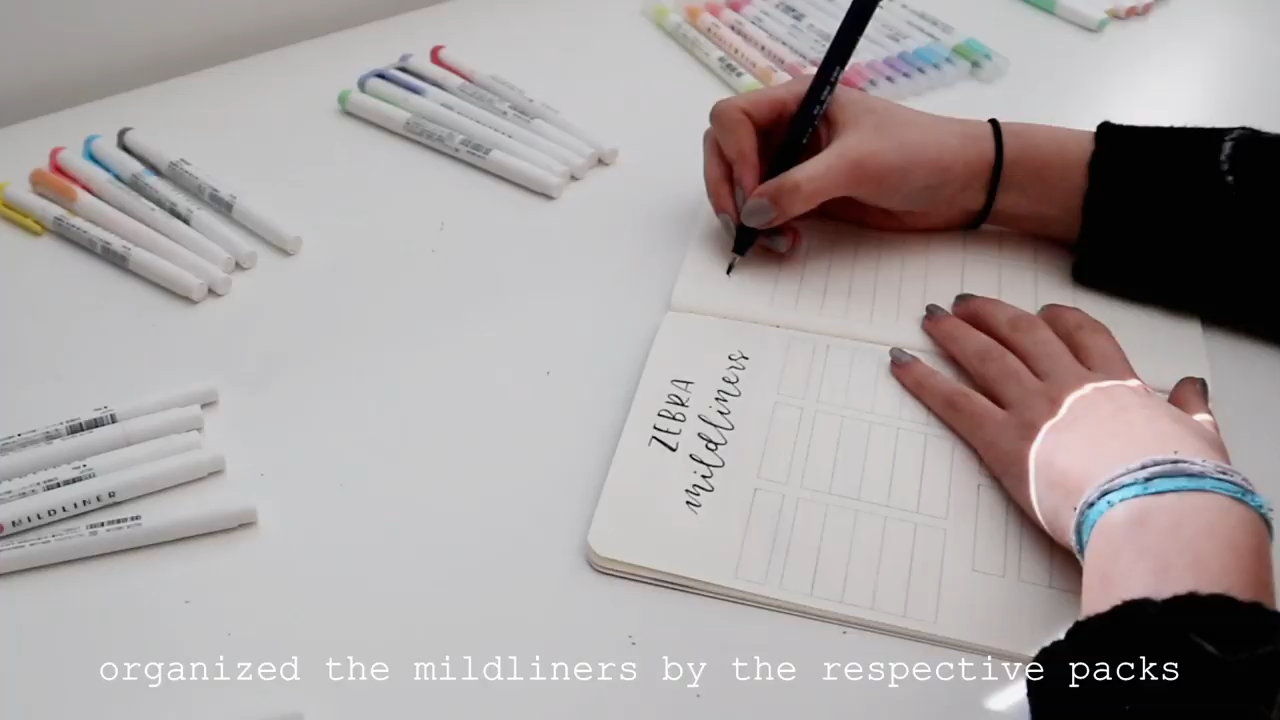 ZEBRA
mildliners
MILDLINER
organized the mildliners by the respective packs